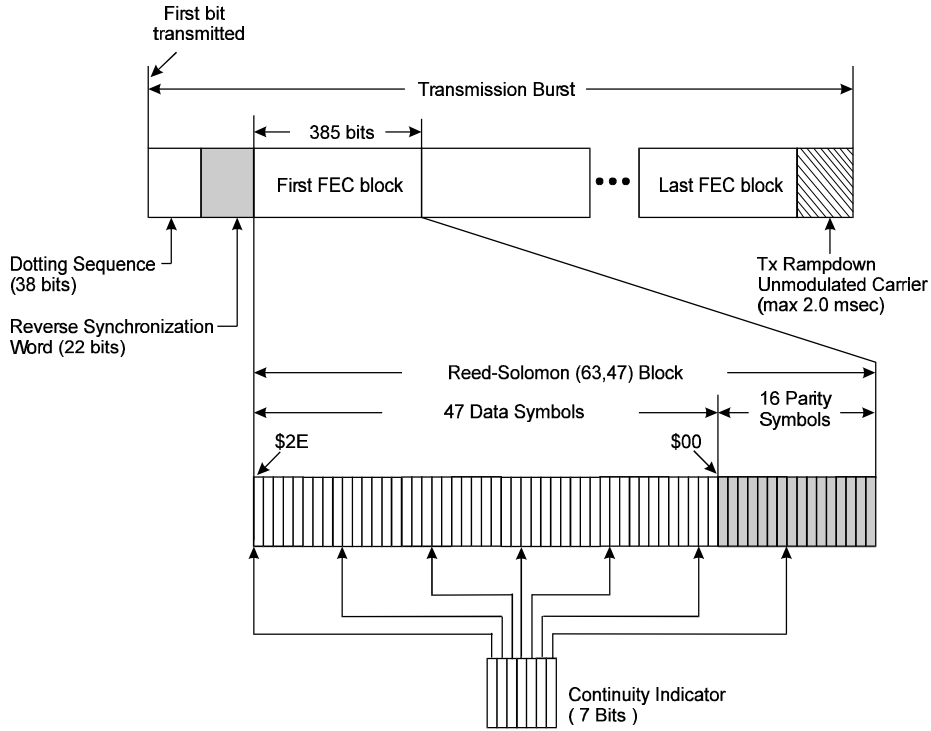 First bit
transmitted
Transmission Burst
385 bits
First FEC block
Last FEC block
Dotting Sequence
(38 bits)
Tx Rampdown
Unmodulated Carrier
(max 2.0 msec)
Reverse Synchronization
Word (22 bits)
Reed-Solomon (63,47) Block
47 Data Symbols
16 Parity
Symbols
$2E
$00
Continuity Indicator
( 7 Bits )